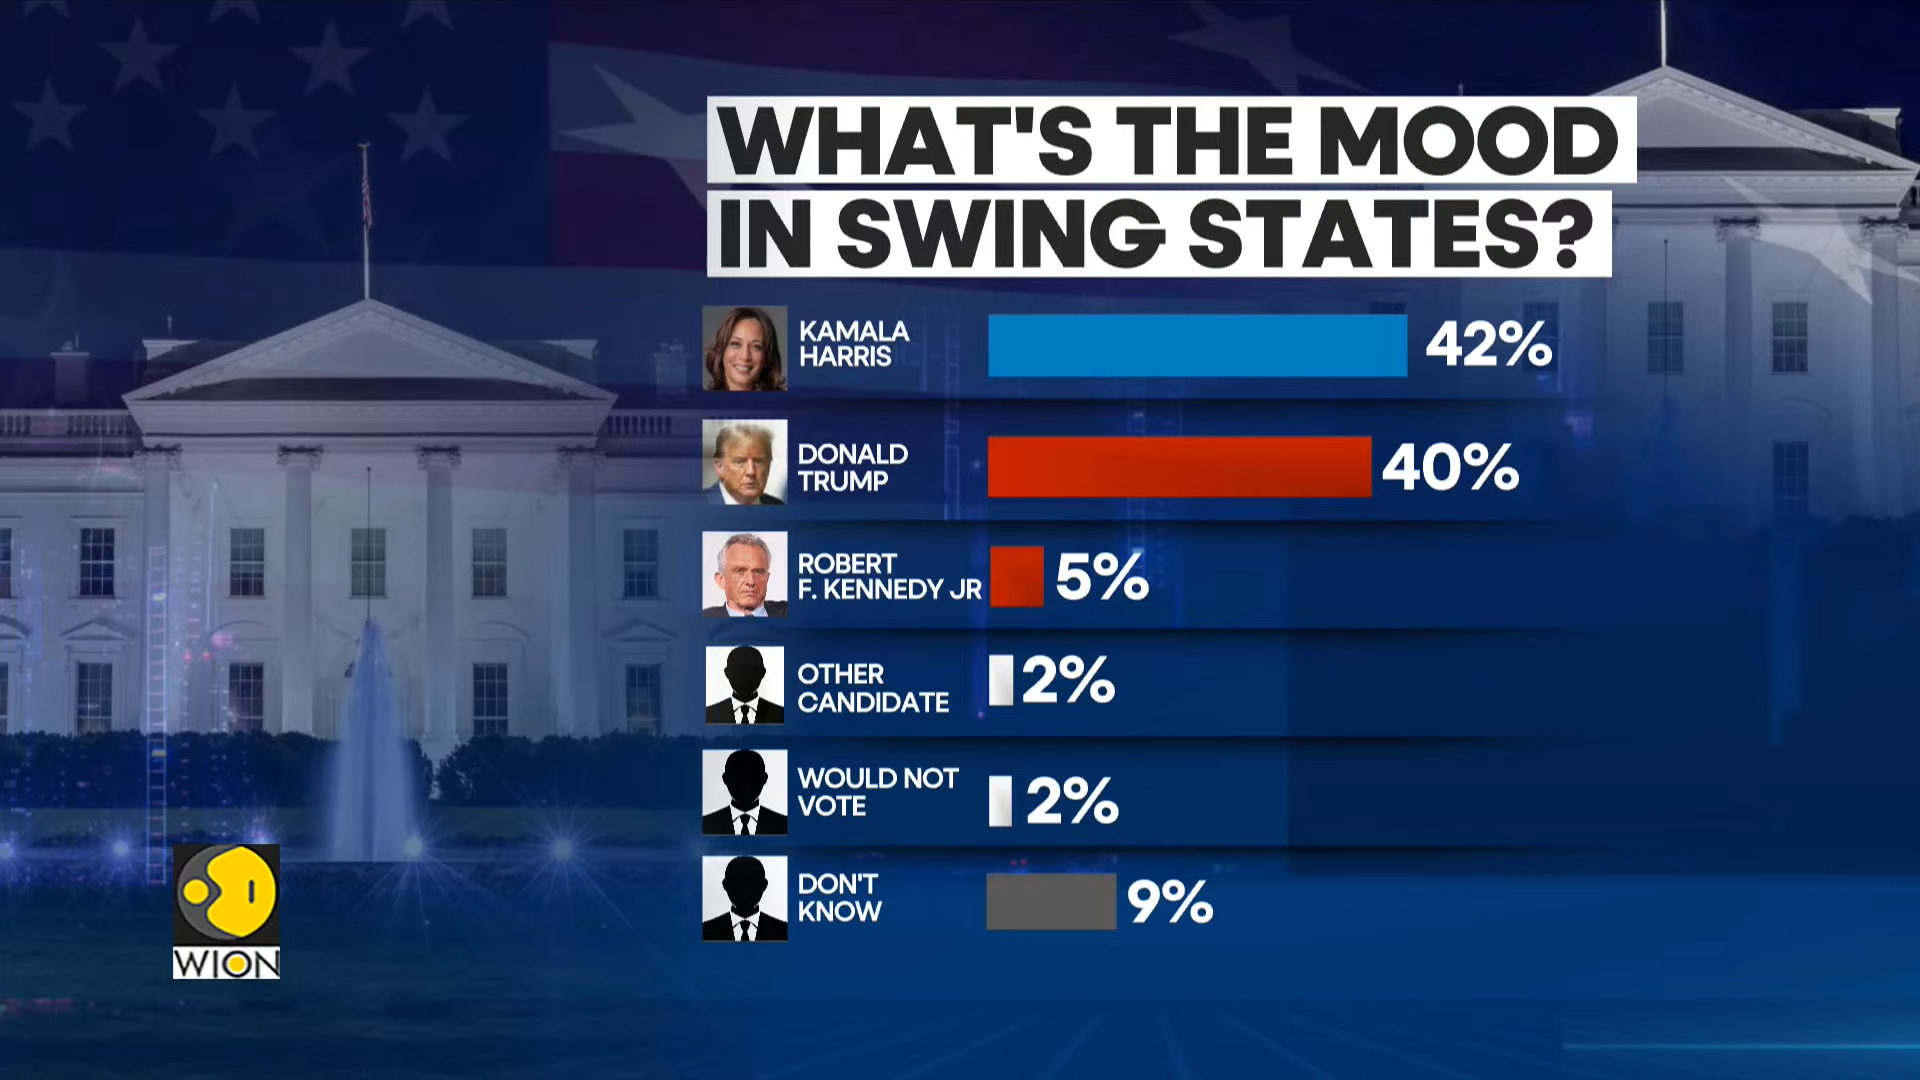 WHAT'S THE MOOD
IN SWING STATES?
KAMALA
HARRIS
42%
DONALD
TRUMP
40%
ROBERT
F. KENNEDY JR
5%
OTHER
CANDIDATE
2%
WOULD NOT
VOTE
2%
DON'T
KNOW
9%
WION